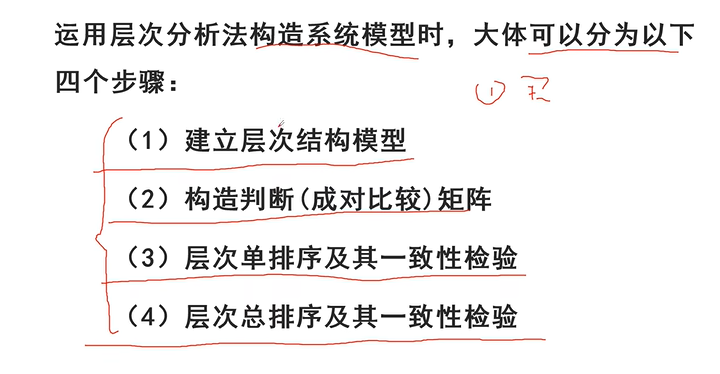 运用层次分析法构造系统模型时，大体可以分为以下
四个步骤：
①
（1）建立层次结构模型
（2）构造判断(成对比较)矩阵
（3）层次单排序及其一致性检验
（4）层次总排序及其一致性检验